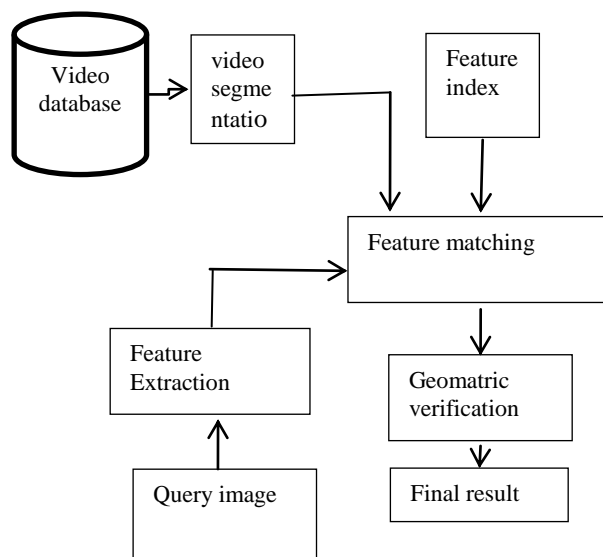 Video
database
video
segme
ntatio
Feature
index
Feature matching
Feature
Extraction
Geomatric
verification
Query image
Final result